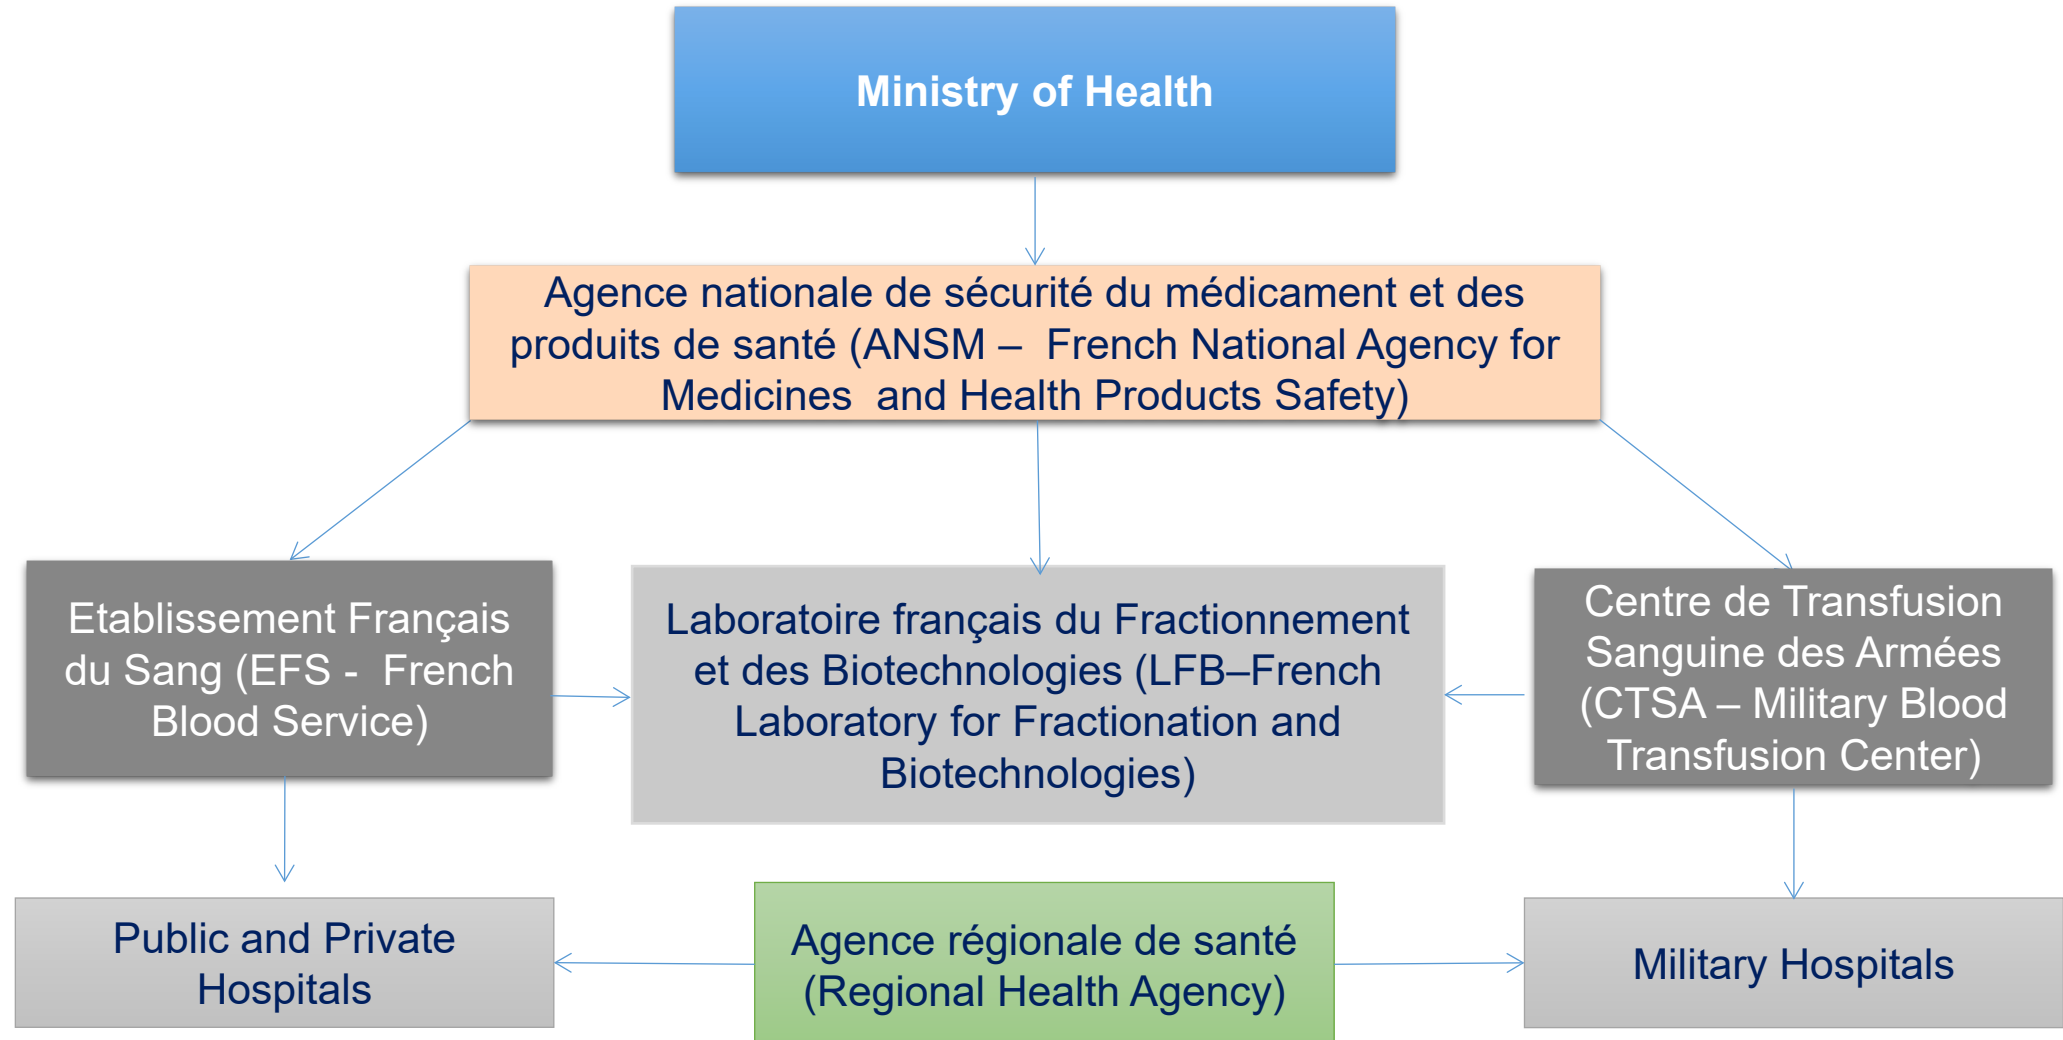 Ministry of Health
Agence nationale de sécurité du médicament et des
produits de santé (ANSM – French National Agency for
Medicines and Health Products Safety)
Etablissement Français
du Sang (EFS - French
Blood Service)
Laboratoire français du Fractionnement
et des Biotechnologies (LFB–French
Laboratory for Fractionation and
Biotechnologies)
Centre de Transfusion
Sanguine des Armées
(CTSA – Military Blood
Transfusion Center)
Public and Private
Hospitals
Agence régionale de santé
(Regional Health Agency)
Military Hospitals